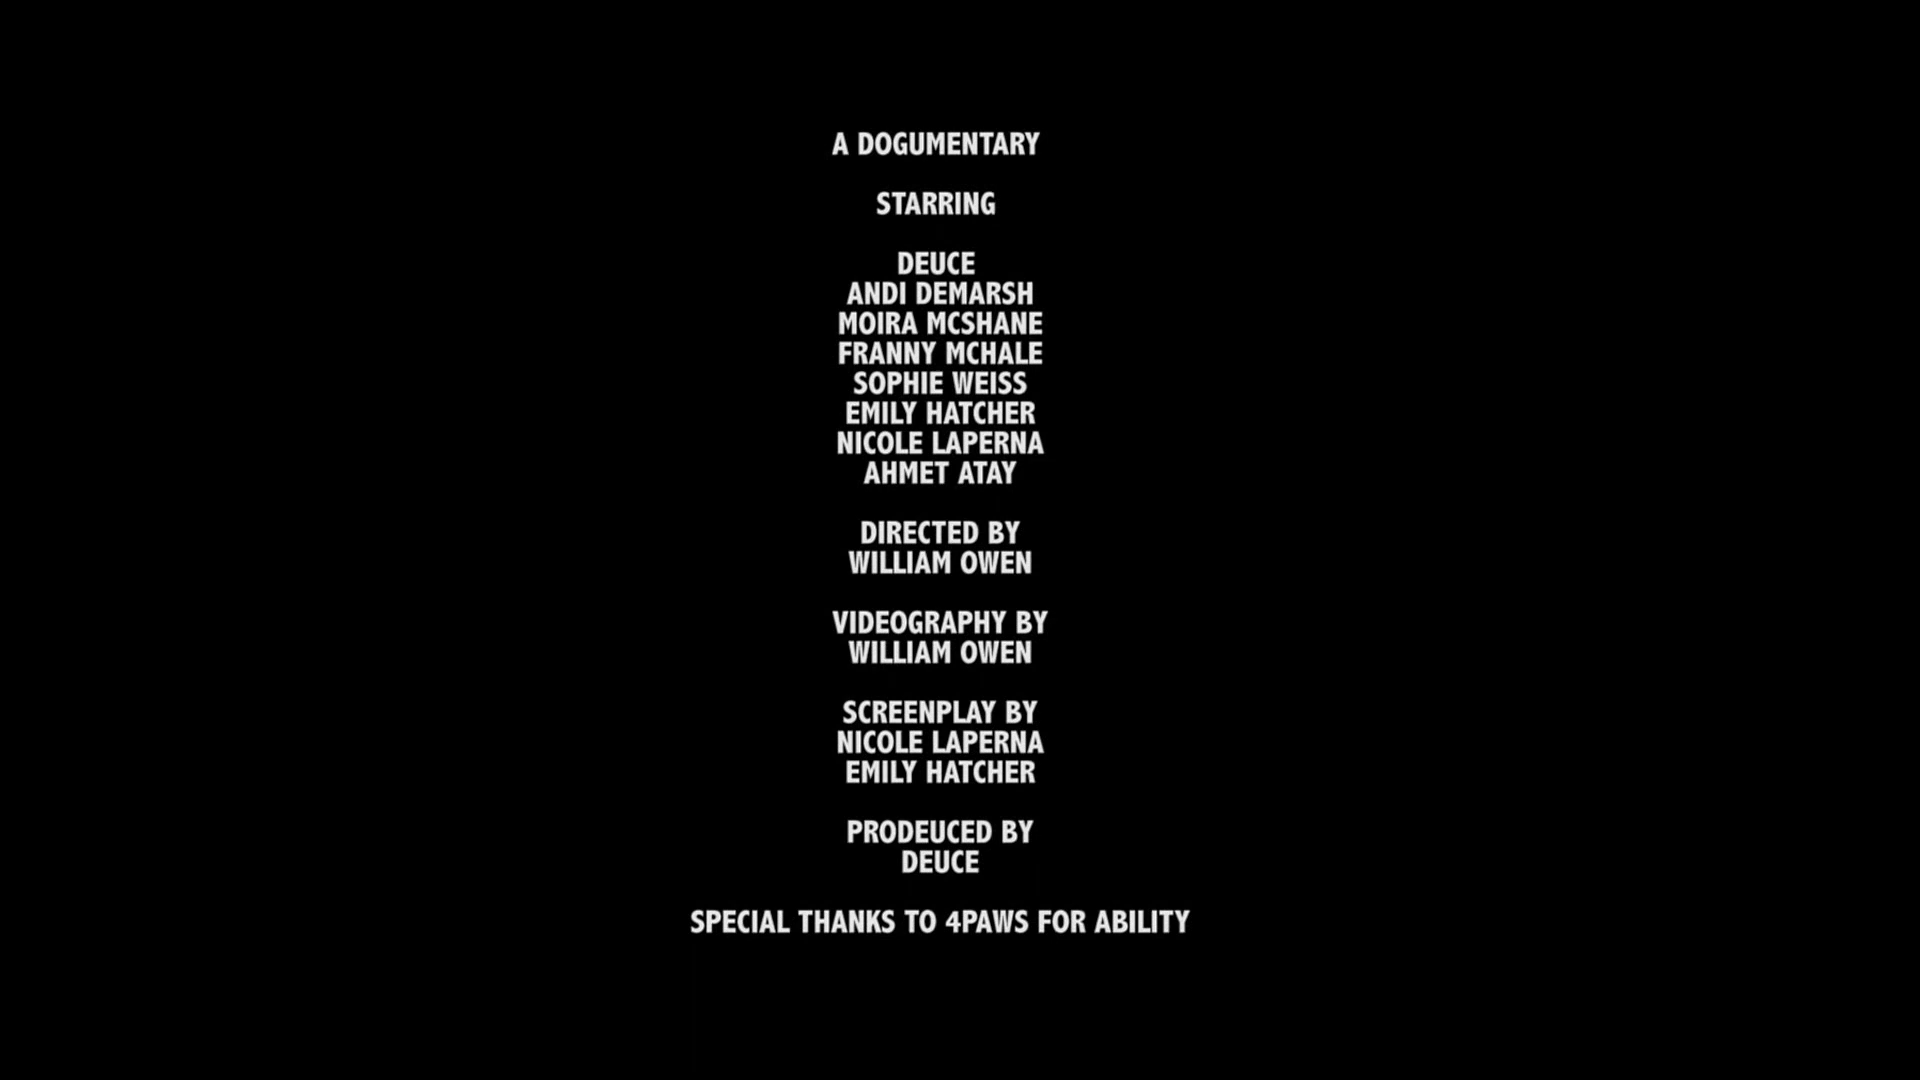 A DOGUMENTARY
STARRING
DEUCE
ANDI DEMARSH
MOIRA MCSHANE
FRANNY MCHALE
SOPHIE WEISS
EMILY HATCHER
NICOLE LAPERNA
AHMET ATAY
DIRECTED BY
WILLIAM OWEN
VIDEOGRAPHY BY
WILLIAM OWEN
SCREENPLAY BY
NICOLE LAPERNA
EMILY HATCHER
PRODEUCED BY
DEUCE
SPECIAL THANKS TO 4PAWS FOR ABILITY